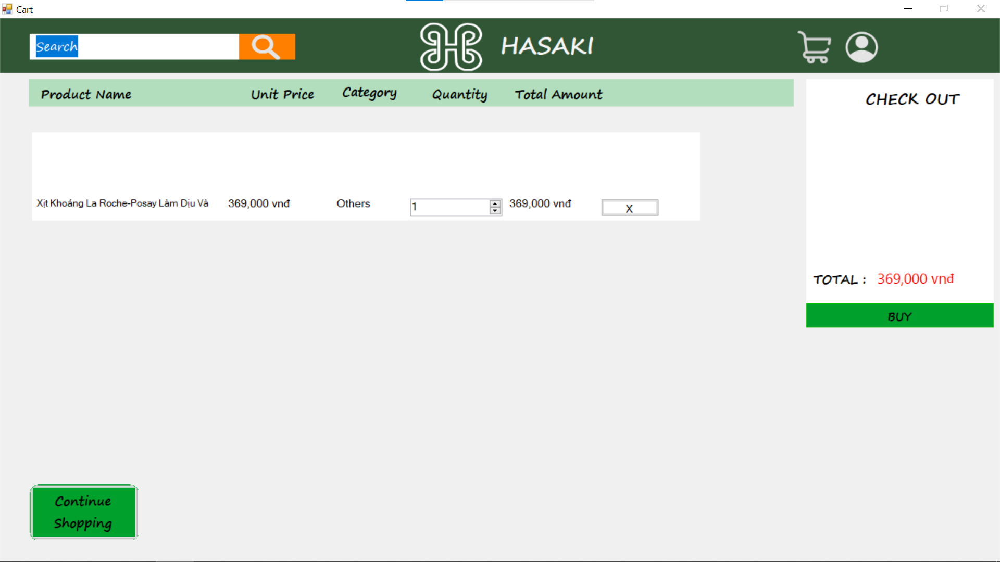 Cart
Search
HASAKI
Product Name Unit Price Category Quantity Total Amount
CHECK OUT
Xịt Khoáng La Roche-Posay Làm Dịu Và 369,000 vnđ Others 1 369,000 vnđ X
TOTAL : 369,000 vnđ
BUY
Continue
Shopping